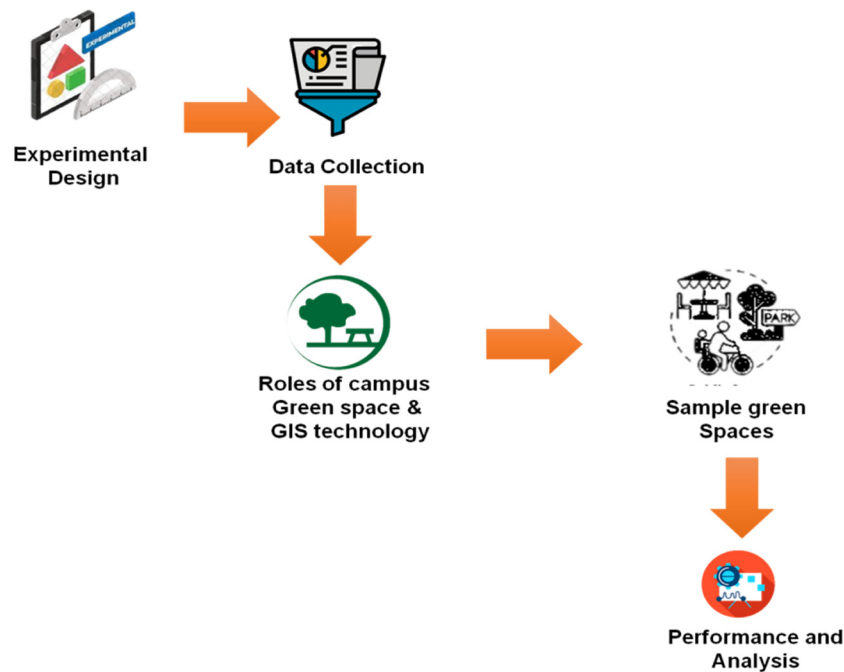 EXPERIMENTAL
Experimental
Design
Data Collection
Roles of campus
Green space &
GIS technology
PARK
Sample green
Spaces
Performance and
Analysis